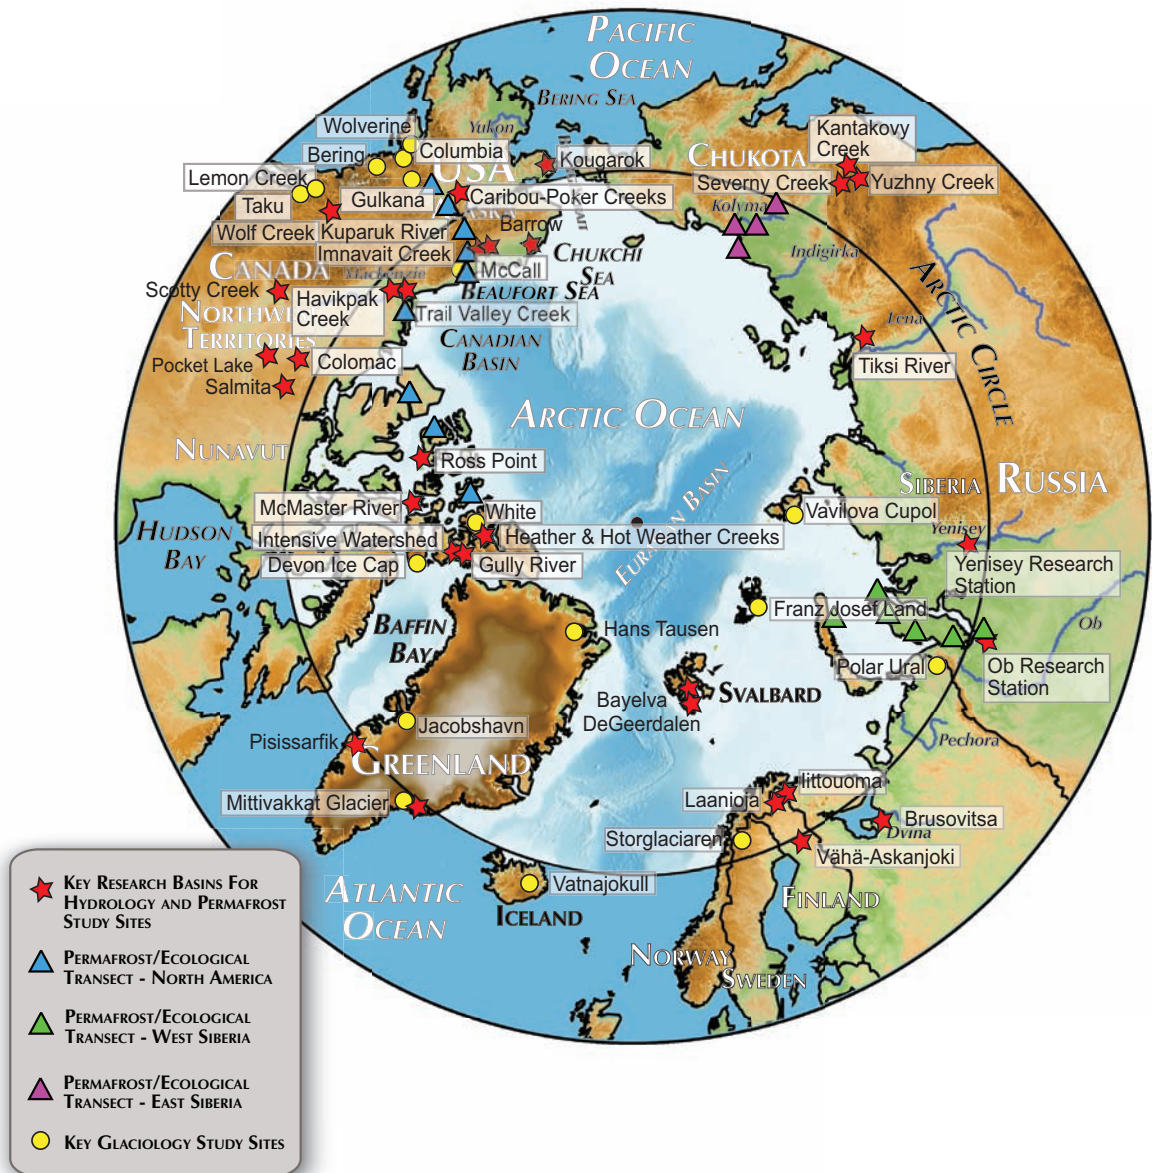 PACIFIC
OCEAN
BERING SEA
Yukon
Wolverine
Bering
Columbia
USA
Kougarok
CHUKOTA
Kantakovy
Creek
Lemon Creek
Taku
Gulkana
Caribou-Poker Creeks
Severny Creek
Yuzhny Creek
Kolyma
Wolf Creek
Kuparuk River
Barrow
Imnavait Creek
McCall
CHUKCHI
SEA
Indigirka
CANADA
Mackenzie
BEAUFORT SEA
ARCTIC CIRCLE
Scotty Creek
Havikpak
Creek
Trail Valley Creek
TERRITORIES
CANADIAN
BASIN
Lena
Tiksi River
Pocket Lake
Colomac
Salmita
ARCTIC OCEAN
NUNAVUT
Ross Point
SIBERIA
RUSSIA
McMaster River
White
Vavilova Cupol
EURASIAN BASIN
HUDSON
BAY
Intensive Watershed
Heather & Hot Weather Creeks
Yenisey
Devon Ice Cap
Gully River
Yenisey Research
Station
Franz Josef Land
BAFFIN
BAY
Hans Tausen
Ob
Polar Ural
Ob Research
Station
Bayelva
DeGeerdalen
SVALBARD
Jacobshavn
Pisissarfik
GREENLAND
Pechora
Mittivakkat Glacier
Iittouoma
Laanioja
Brusovitsa
Dvina
Storglaciaren
Vähä-Askanjoki
Vatnajokull
ICELAND
ATLANTIC
OCEAN
FINLAND
NORWAY
SWEDEN
KEY RESEARCH BASINS FOR
HYDROLOGY AND PERMAFROST
STUDY SITES
PERMAFROST/ECOLOGICAL
TRANSECT - NORTH AMERICA
PERMAFROST/ECOLOGICAL
TRANSECT - WEST SIBERIA
PERMAFROST/ECOLOGICAL
TRANSECT - EAST SIBERIA
KEY GLACIOLOGY STUDY SITES